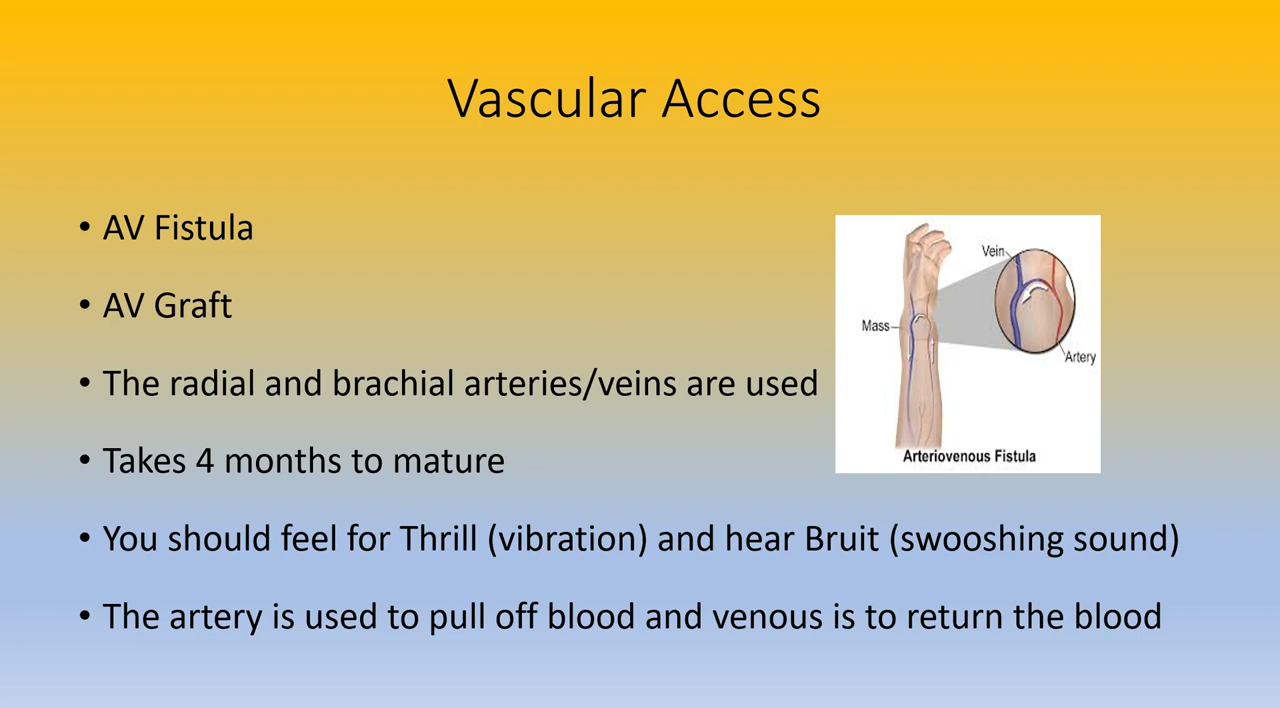 Vascular Access
• AV Fistula
• AV Graft
• The radial and brachial arteries/veins are used
• Takes 4 months to mature
• You should feel for Thrill (vibration) and hear Bruit (swooshing sound)
• The artery is used to pull off blood and venous is to return the blood
Vein
Mass
Artery
Arteriovenous Fistula